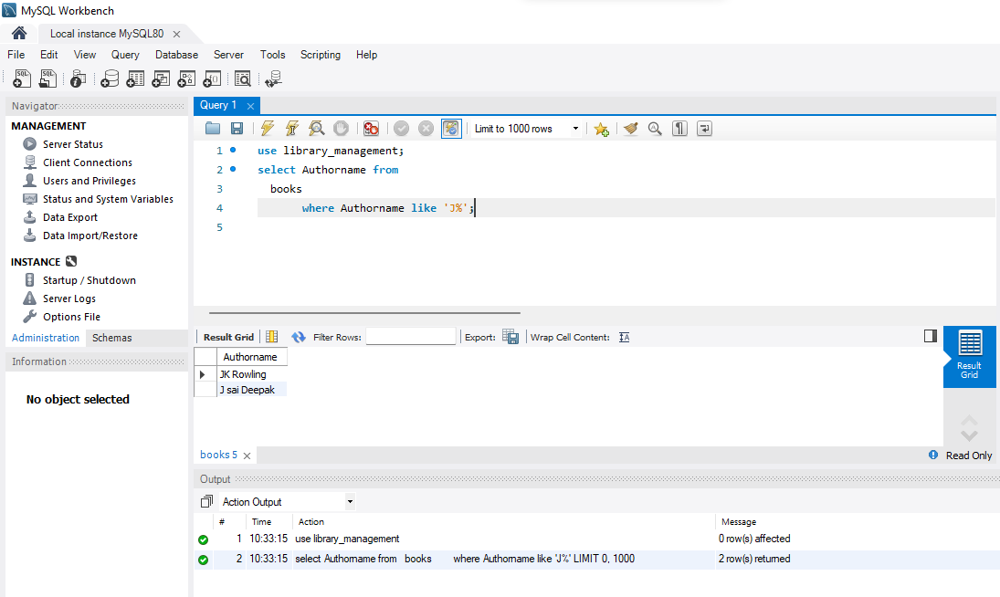 MySQL Workbench
Local instance MySQL80
File Edit View Query Database Server Tools Scripting Help
Navigator
MANAGEMENT
Server Status
Client Connections
Users and Privileges
Status and System Variables
Data Export
Data Import/Restore
INSTANCE
Startup / Shutdown
Server Logs
Options File
Administration Schemas
Information
No object selected
Query 1
Limit to 1000 rows
1 use library_management;
2 select Authorname from
3 books
4 where Authorname like 'J%';
5
Result Grid Filter Rows: Export: Wrap Cell Content:
Authorname
JK Rowling
J sai Deepak
Result
Grid
books 5
Read Only
Output
Action Output
# Time Action Message
1 10:33:15 use library_management 0 row(s) affected
2 10:33:15 select Authorname from books where Authorname like 'J%' LIMIT 0, 1000 2 row(s) returned